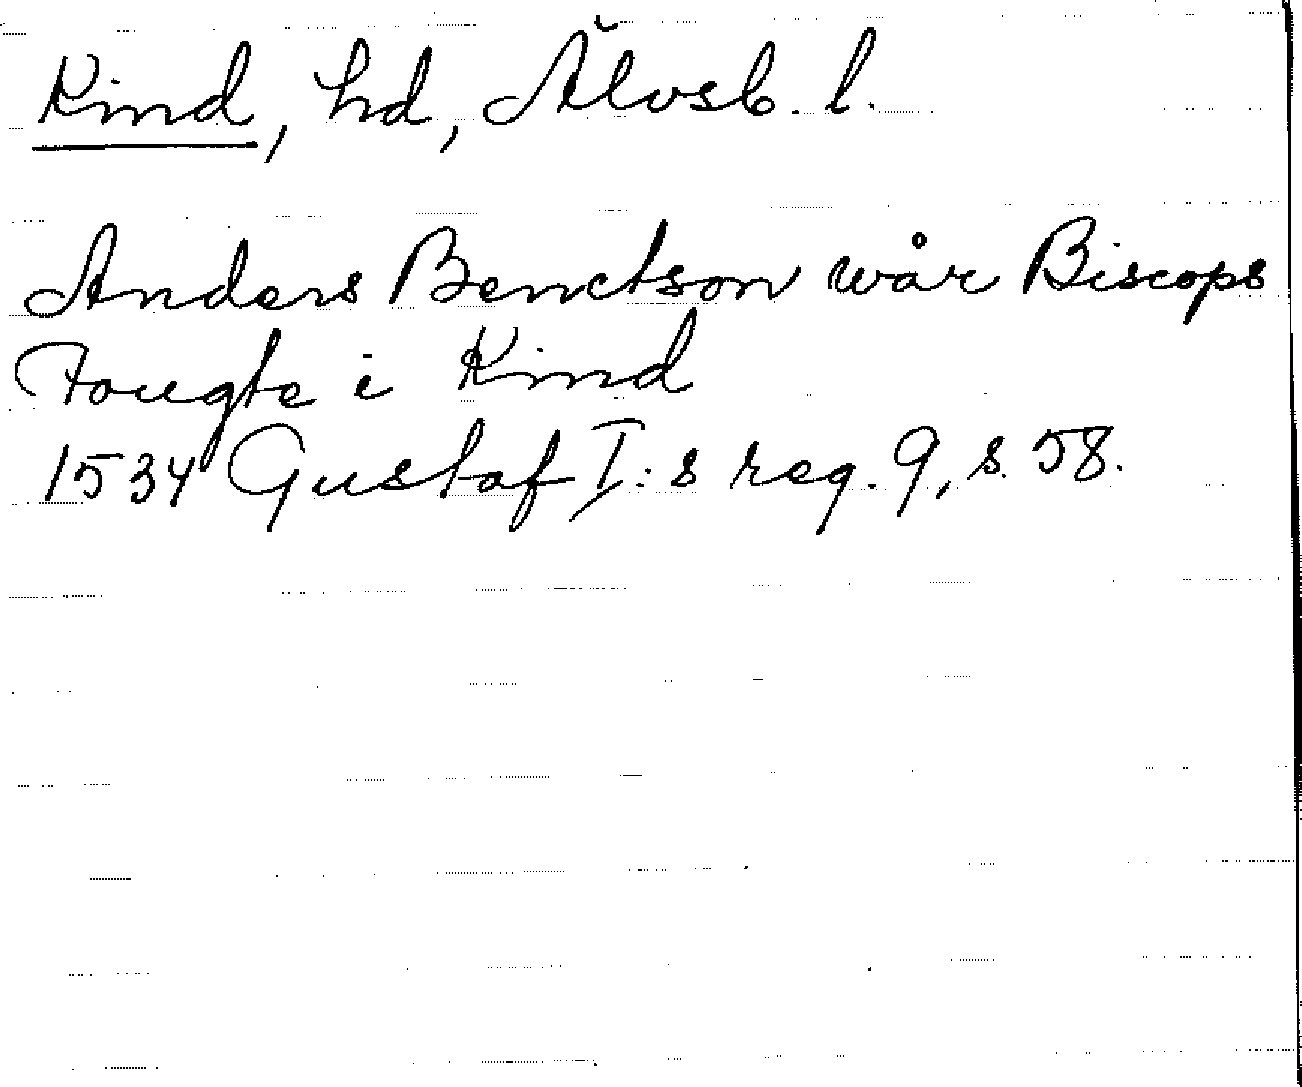 Kind, hd, Älvsb. l.
Anders Benctson wår Biscops
Fougte i Kind
1534 Gustaf I:s reg. 9, s. 58.